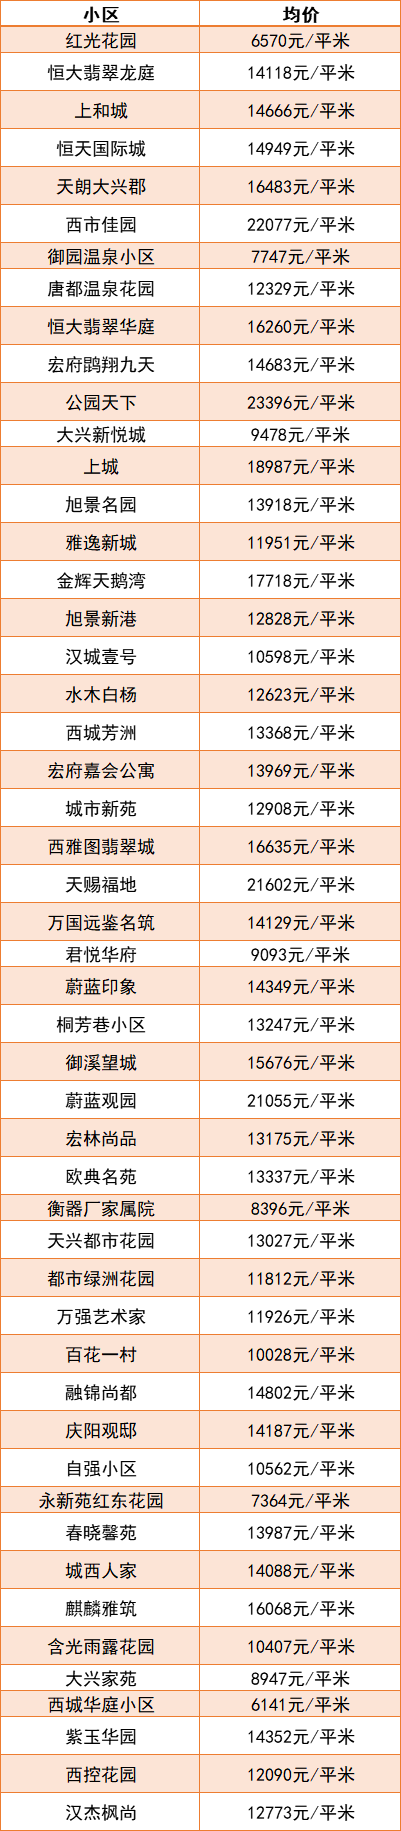 小区 均价
红光花园 6570元/平米
恒大翡翠龙庭 14118元/平米
上和城 14666元/平米
恒天国际城 14949元/平米
天朗大兴郡 16483元/平米
西市佳园 22077元/平米
御园温泉小区 7747元/平米
唐都温泉花园 12329元/平米
恒大翡翠华庭 16260元/平米
宏府鹍翔九天 14683元/平米
公园天下 23396元/平米
大兴新悦城 9478元/平米
上城 18987元/平米
旭景名园 13918元/平米
雅逸新城 11951元/平米
金辉天鹅湾 17718元/平米
旭景新港 12828元/平米
汉城壹号 10598元/平米
水木白杨 12623元/平米
西城芳洲 13368元/平米
宏府嘉会公寓 13969元/平米
城市新苑 12908元/平米
西雅图翡翠城 16635元/平米
天赐福地 21602元/平米
万国远鉴名筑 14129元/平米
君悦华府 9093元/平米
蔚蓝印象 14349元/平米
桐芳巷小区 13247元/平米
御溪望城 15676元/平米
蔚蓝观园 21055元/平米
宏林尚品 13175元/平米
欧典名苑 13337元/平米
衡器厂家属院 8396元/平米
天兴都市花园 13027元/平米
都市绿洲花园 11812元/平米
万强艺术家 11926元/平米
百花一村 10028元/平米
融锦尚都 14802元/平米
庆阳观邸 14187元/平米
自强小区 10562元/平米
永新苑红东花园 7364元/平米
春晓馨苑 13987元/平米
城西人家 14088元/平米
麒麟雅筑 16068元/平米
含光雨露花园 10407元/平米
大兴家苑 8947元/平米
西城华庭小区 6141元/平米
紫玉华园 14352元/平米
西控花园 12090元/平米
汉杰枫尚 12773元/平米